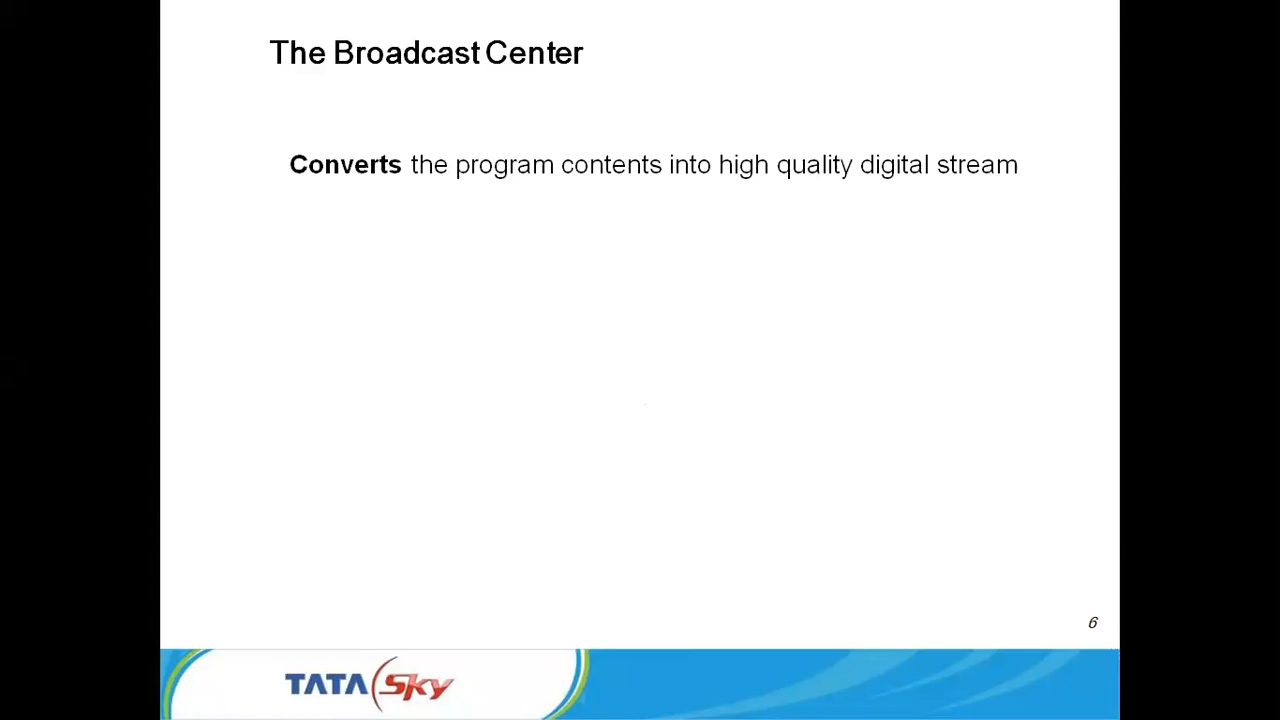 The Broadcast Center
Converts the program contents into high quality digital stream
6
TATA Sky